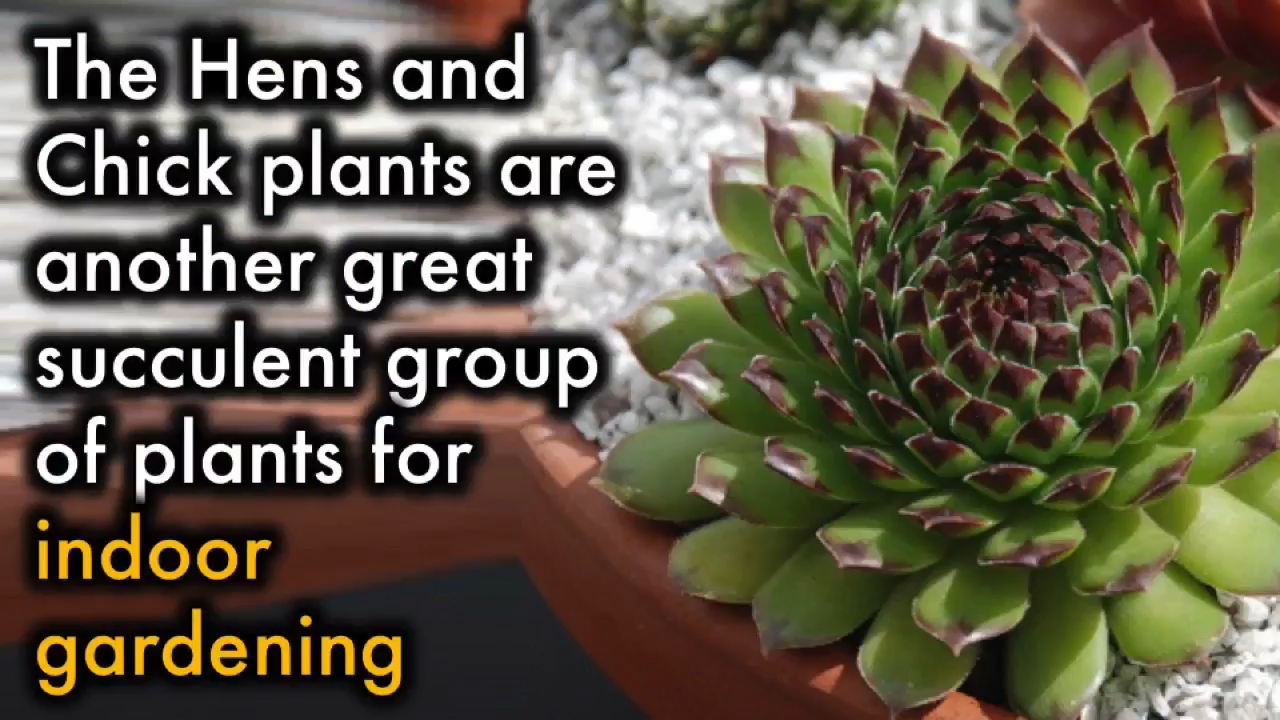 The Hens and
Chick plants are
another great
succulent group
of plants for
indoor
gardening